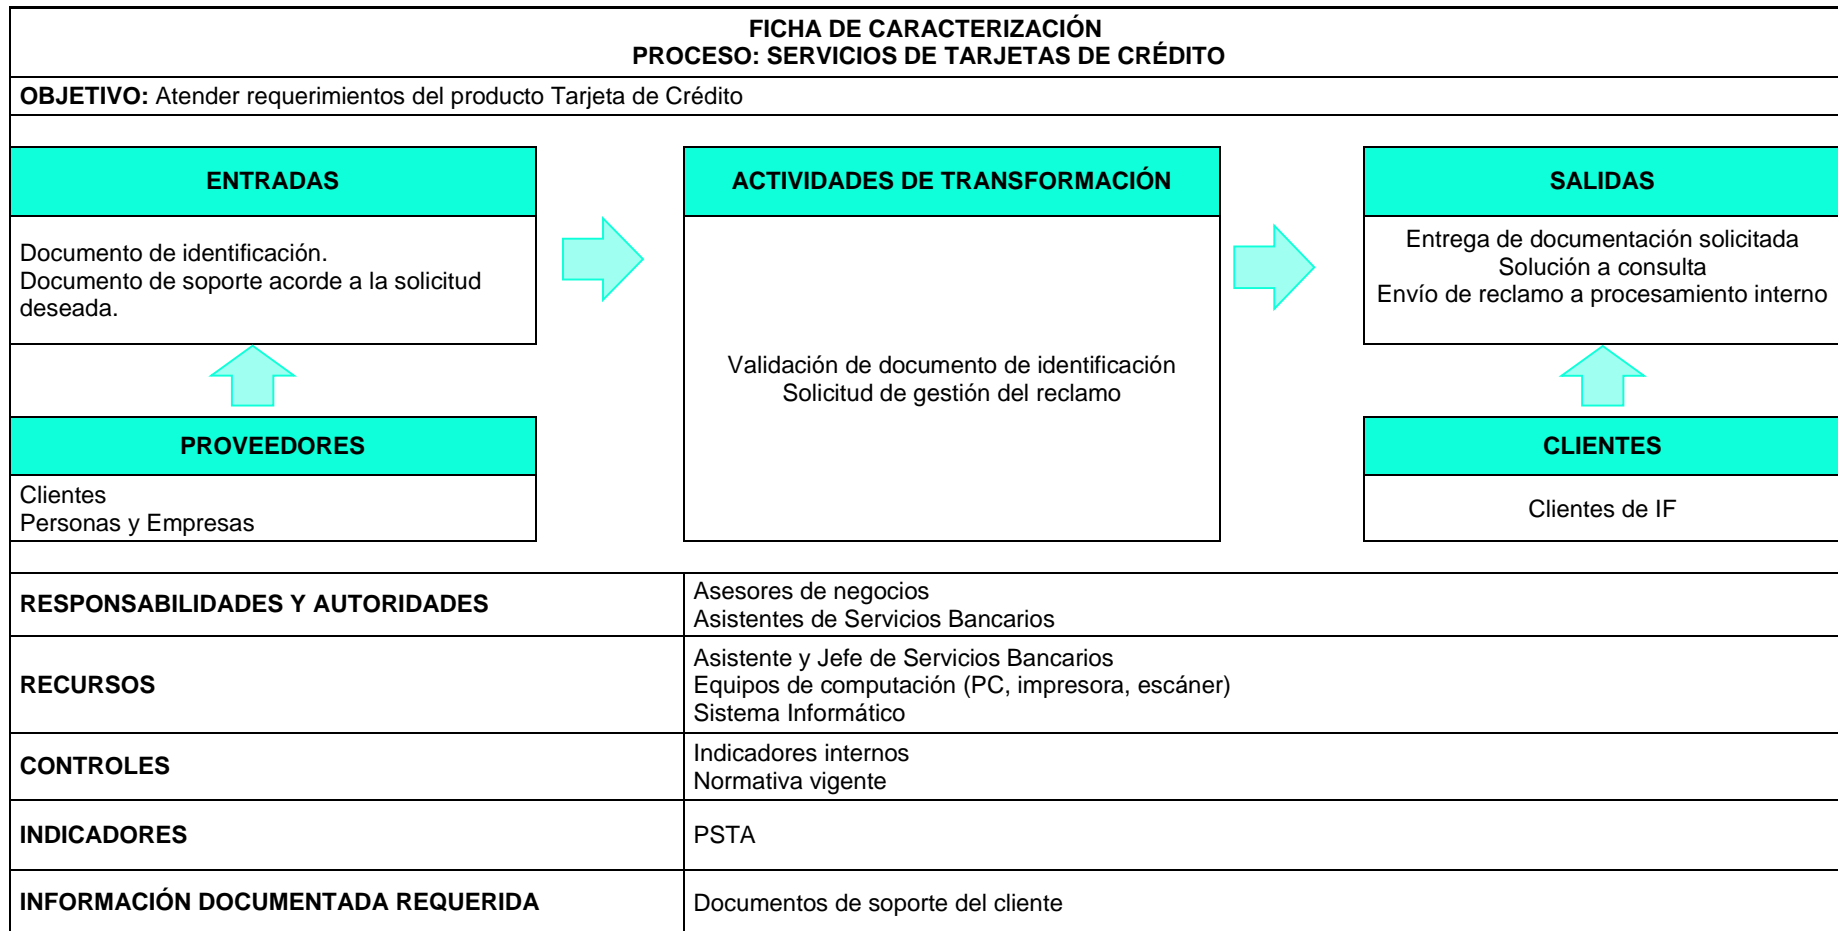 FICHA DE CARACTERIZACIÓN
PROCESO: SERVICIOS DE TARJETAS DE CRÉDITO
OBJETIVO: Atender requerimientos del producto Tarjeta de Crédito
ENTRADAS
Documento de identificación.
Documento de soporte acorde a la solicitud
deseada.
PROVEEDORES
Clientes
Personas y Empresas
ACTIVIDADES DE TRANSFORMACIÓN
Validación de documento de identificación
Solicitud de gestión del reclamo
SALIDAS
Entrega de documentación solicitada
Solución a consulta
Envío de reclamo a procesamiento interno
CLIENTES
Clientes de IF
RESPONSABILIDADES Y AUTORIDADES
Asesores de negocios
Asistentes de Servicios Bancarios
RECURSOS
Asistente y Jefe de Servicios Bancarios
Equipos de computación (PC, impresora, escáner)
Sistema Informático
CONTROLES
Indicadores internos
Normativa vigente
INDICADORES
PSTA
INFORMACIÓN DOCUMENTADA REQUERIDA
Documentos de soporte del cliente